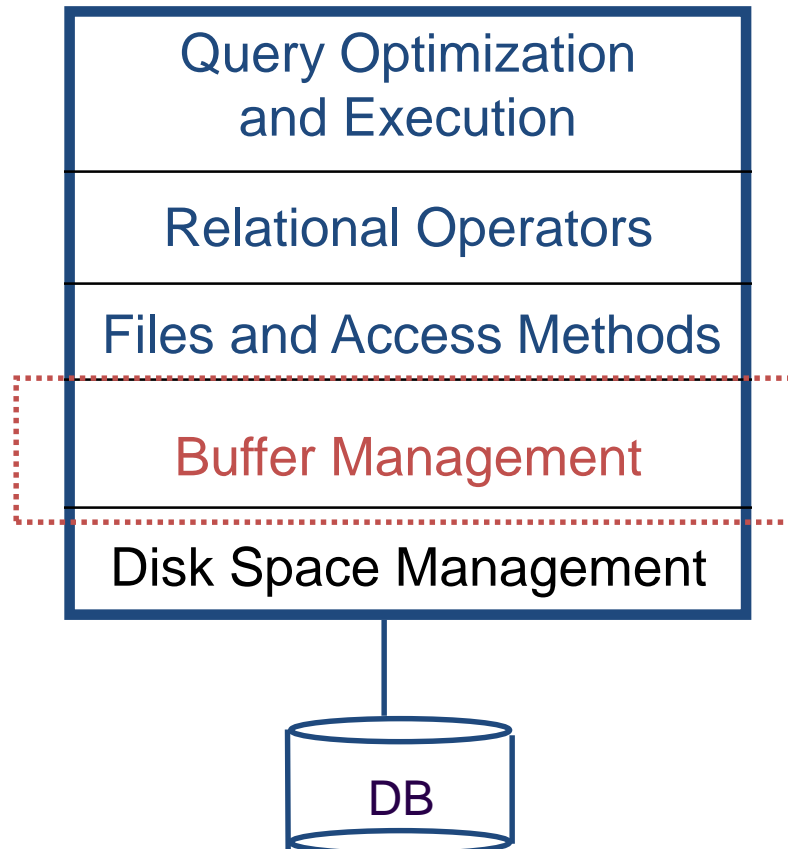 Query Optimization
and Execution
Relational Operators
Files and Access Methods
Buffer Management
Disk Space Management
DB